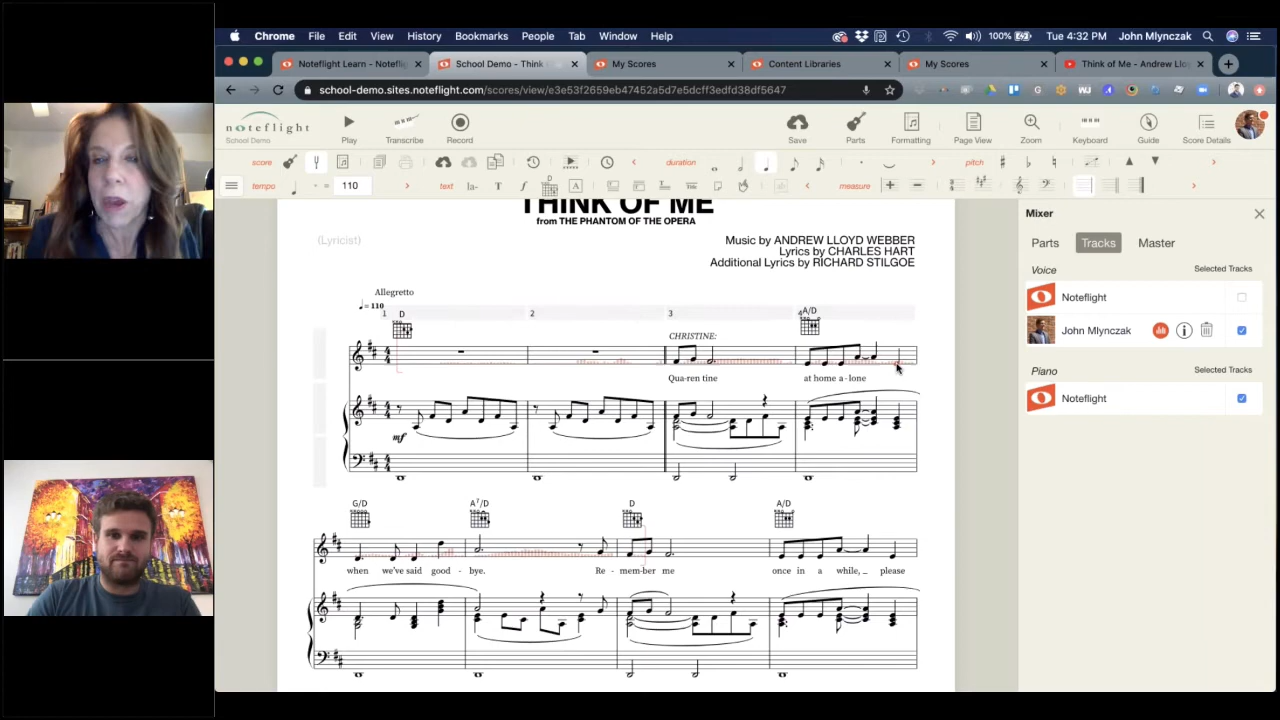 Chrome File Edit View History Bookmarks People Tab Window Help 100% Tue 4:32 PM John Mlynczak
Noteflight Learn - Noteflig School Demo - Think My Scores Content Libraries My Scores Think of Me - Andrew Llo
school-demo.sites.noteflight.com/scores/view/e3e53f2659eb47452a5d7e5dcff3edfd38df5647
noteflight
School Demo
Play Transcribe Record Save Parts Formatting Page View Zoom Keyboard Guide Score Details
score duration pitch
tempo = 110 text la- T measure
THINK OF ME
from THE PHANTOM OF THE OPERA
(Lyricist)
Music by ANDREW LLOYD WEBBER
Lyrics by CHARLES HART
Additional Lyrics by RICHARD STILGOE
Allegretto
= 110
1 D 2 3 4 A/D
CHRISTINE:
Qua-ren tine at home a - lone
mf
G/D A7/D D A/D
when we've said good - bye. Re - mem-ber me once in a while, _ please
Mixer
Parts Tracks Master
Voice Selected Tracks
Noteflight
John Mlynczak
Piano Selected Tracks
Noteflight